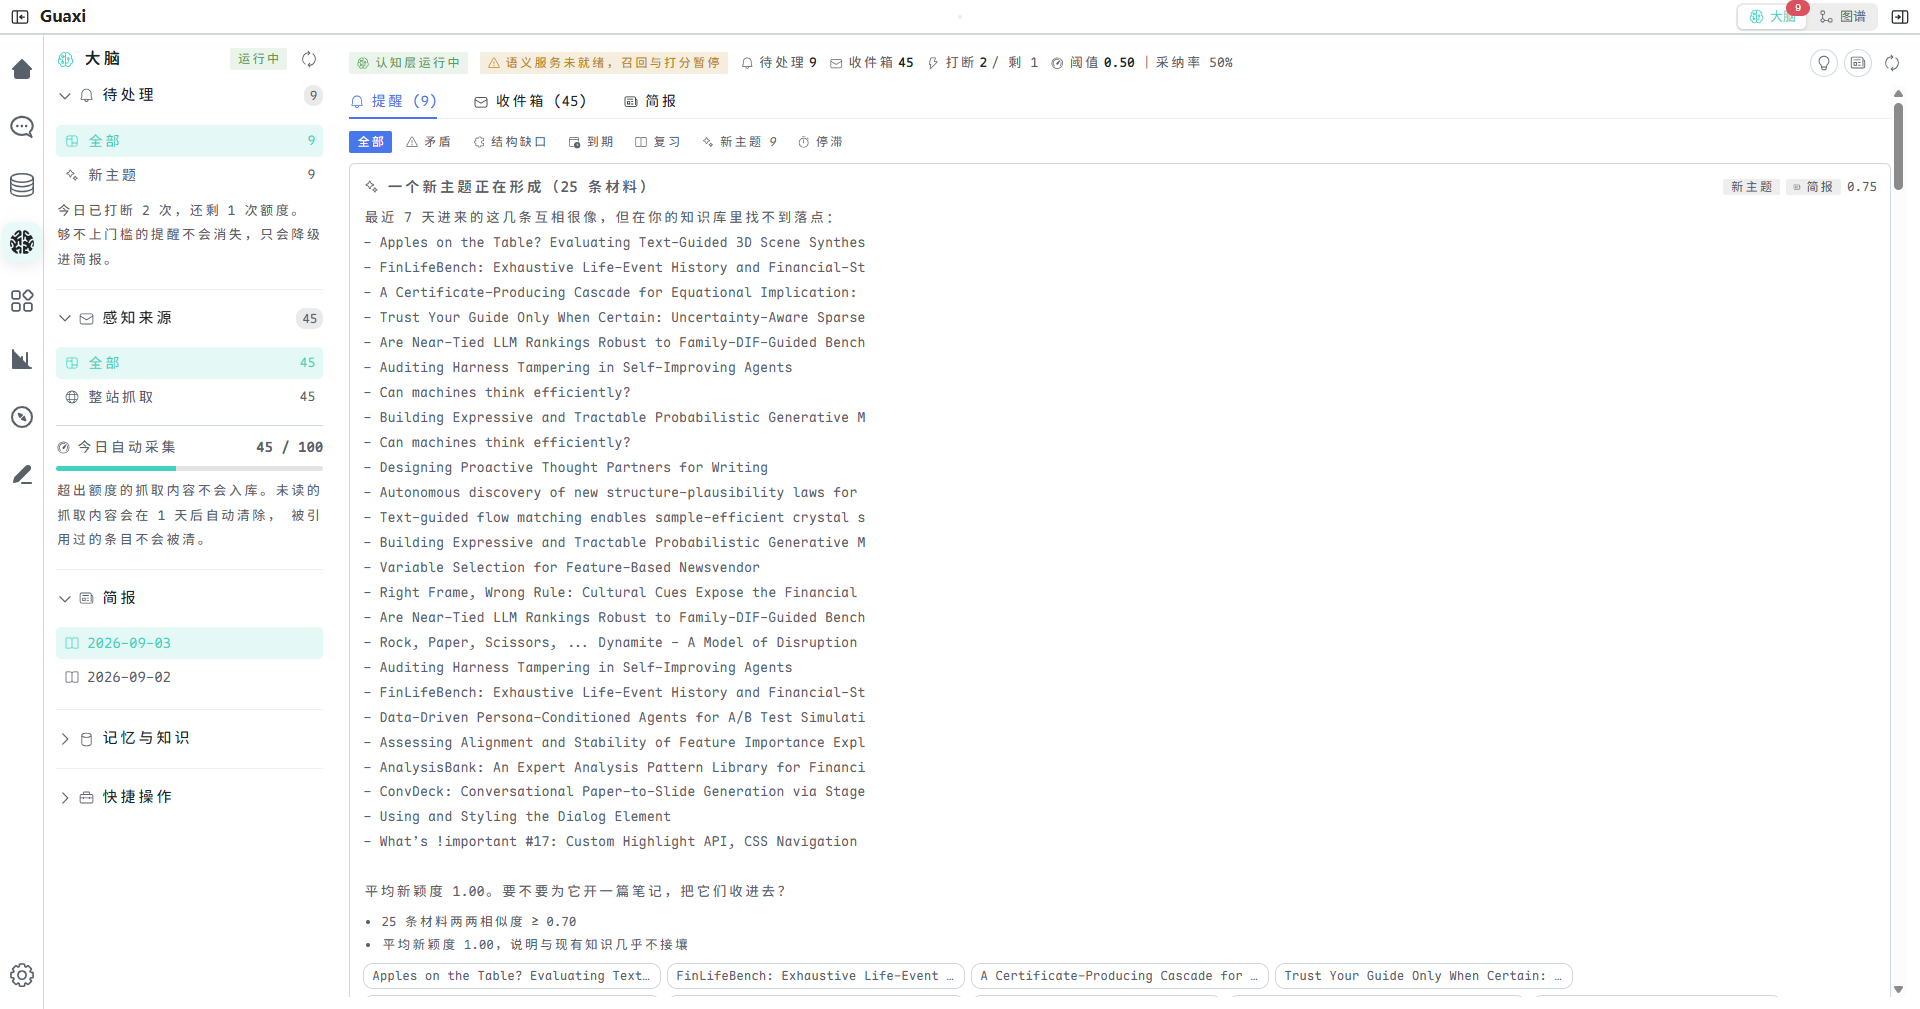 Guaxi
大脑 9
图谱
大脑
运行中
待处理 9
全部 9
新主题 9
今日已打断 2 次，还剩 1 次额度。
够不上门槛的提醒不会消失，只会降级
进简报。
感知来源 45
全部 45
整站抓取 45
今日自动采集 45 / 100
超出额度的抓取内容不会入库。未读的
抓取内容会在 1 天后自动清除， 被引
用过的条目不会被清。
简报
2026-09-03
2026-09-02
记忆与知识
快捷操作
认知层运行中 语义服务未就绪，召回与打分暂停 待处理 9 收件箱 45 打断 2 / 剩 1 阈值 0.50 | 采纳率 50%
提醒 (9) 收件箱 (45) 简报
全部 矛盾 结构缺口 到期 复习 新主题 9 停滞
一个新主题正在形成（25 条材料） 新主题 简报 0.75
最近 7 天进来的这几条互相很像，但在你的知识库里找不到落点：
- Apples on the Table? Evaluating Text-Guided 3D Scene Synthes
- FinLifeBench: Exhaustive Life-Event History and Financial-St
- A Certificate-Producing Cascade for Equational Implication:
- Trust Your Guide Only When Certain: Uncertainty-Aware Sparse
- Are Near-Tied LLM Rankings Robust to Family-DIF-Guided Bench
- Auditing Harness Tampering in Self-Improving Agents
- Can machines think efficiently?
- Building Expressive and Tractable Probabilistic Generative M
- Can machines think efficiently?
- Designing Proactive Thought Partners for Writing
- Autonomous discovery of new structure-plausibility laws for
- Text-guided flow matching enables sample-efficient crystal s
- Building Expressive and Tractable Probabilistic Generative M
- Variable Selection for Feature-Based Newsvendor
- Right Frame, Wrong Rule: Cultural Cues Expose the Financial
- Are Near-Tied LLM Rankings Robust to Family-DIF-Guided Bench
- Rock, Paper, Scissors, ... Dynamite - A Model of Disruption
- Auditing Harness Tampering in Self-Improving Agents
- FinLifeBench: Exhaustive Life-Event History and Financial-St
- Data-Driven Persona-Conditioned Agents for A/B Test Simulati
- Assessing Alignment and Stability of Feature Importance Expl
- AnalysisBank: An Expert Analysis Pattern Library for Financi
- ConvDeck: Conversational Paper-to-Slide Generation via Stage
- Using and Styling the Dialog Element
- What's !important #17: Custom Highlight API, CSS Navigation
平均新颖度 1.00。要不要为它开一篇笔记，把它们收进去？
• 25 条材料两两相似度 ≥ 0.70
• 平均新颖度 1.00，说明与现有知识几乎不接壤
Apples on the Table? Evaluating Text… FinLifeBench: Exhaustive Life-Event … A Certificate-Producing Cascade for … Trust Your Guide Only When Certain: …